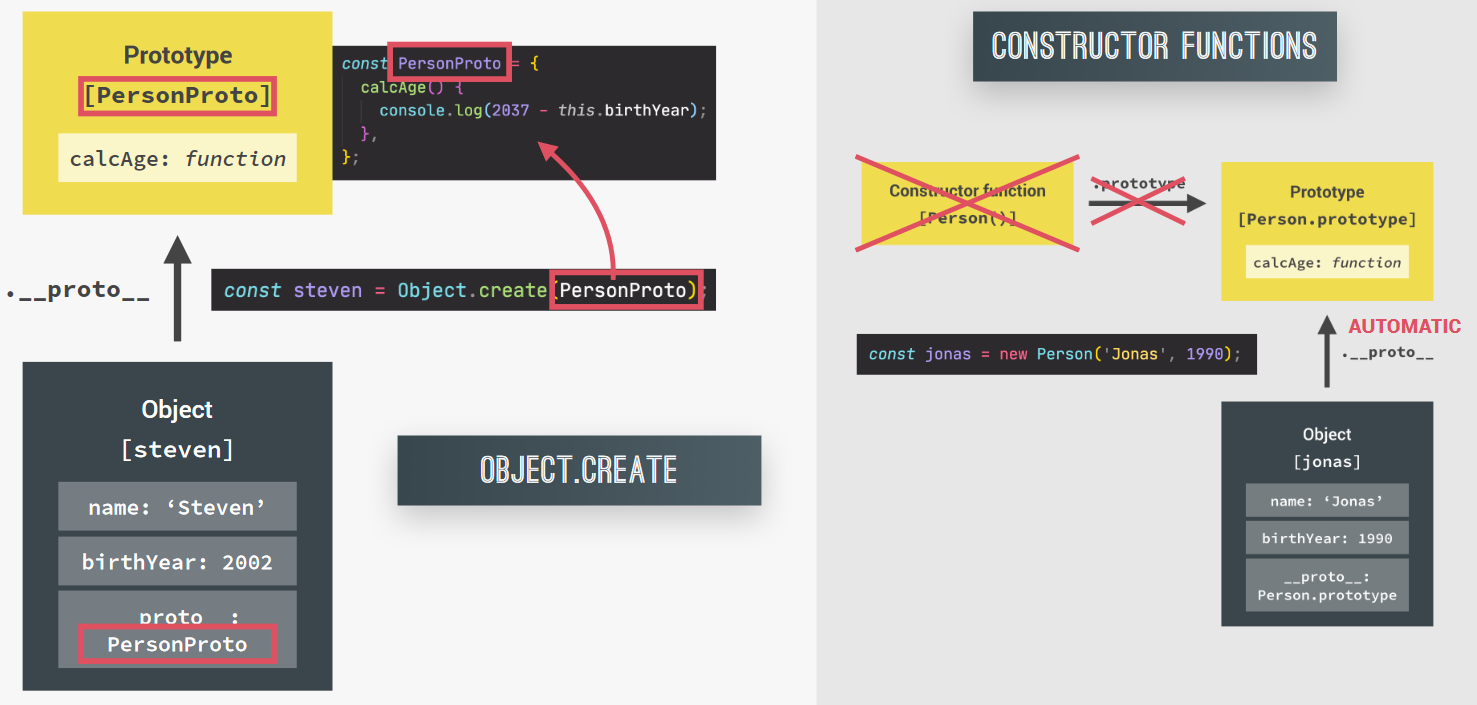 Prototype
[PersonProto]
calcAge: function
const PersonProto = {
calcAge() {
console.log(2037 - this.birthYear);
},
};
.__proto__
const steven = Object.create(PersonProto);
Object
[steven]
name: ‘Steven’
birthYear: 2002
__proto__:
PersonProto
OBJECT.CREATE
CONSTRUCTOR FUNCTIONS
Constructor function
[Person()]
.prototype
Prototype
[Person.prototype]
calcAge: function
const jonas = new Person('Jonas', 1990);
AUTOMATIC
.__proto__
Object
[jonas]
name: ‘Jonas’
birthYear: 1990
__proto__:
Person.prototype